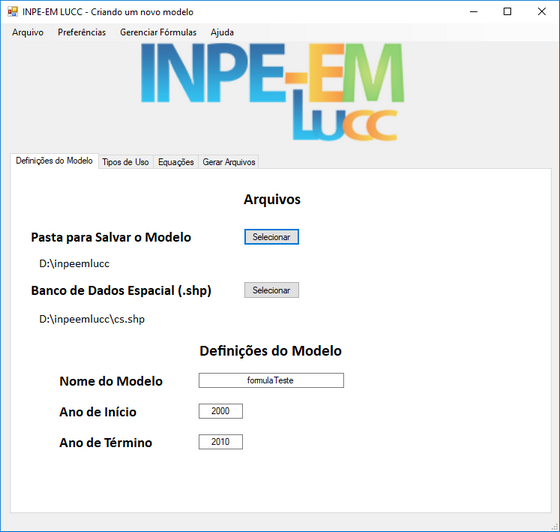 INPE-EM LUCC - Criando um novo modelo
Arquivo Preferências Gerenciar Fórmulas Ajuda
INPE-EM
LUCC
Definições do Modelo Tipos de Uso Equações Gerar Arquivos
Arquivos
Pasta para Salvar o Modelo Selecionar
D:\inpeemlucc
Banco de Dados Espacial (.shp) Selecionar
D:\inpeemlucc\cs.shp
Definições do Modelo
Nome do Modelo formulaTeste
Ano de Início 2000
Ano de Término 2010